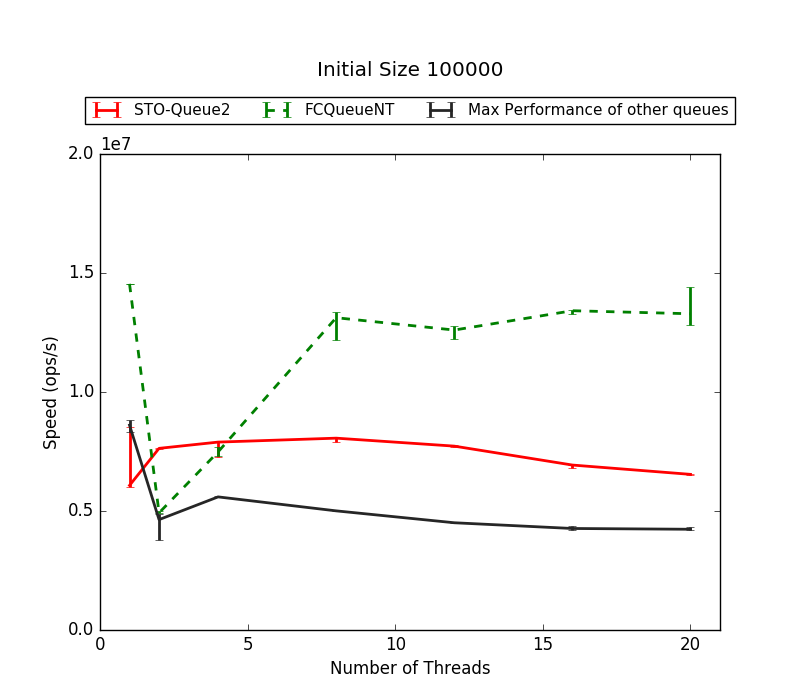 Initial Size 100000
STO-Queue2 FCQueueNT Max Performance of other queues
1e7
2.0
1.5
1.0
0.5
0.0
Speed (ops/s)
0 5 10 15 20
Number of Threads